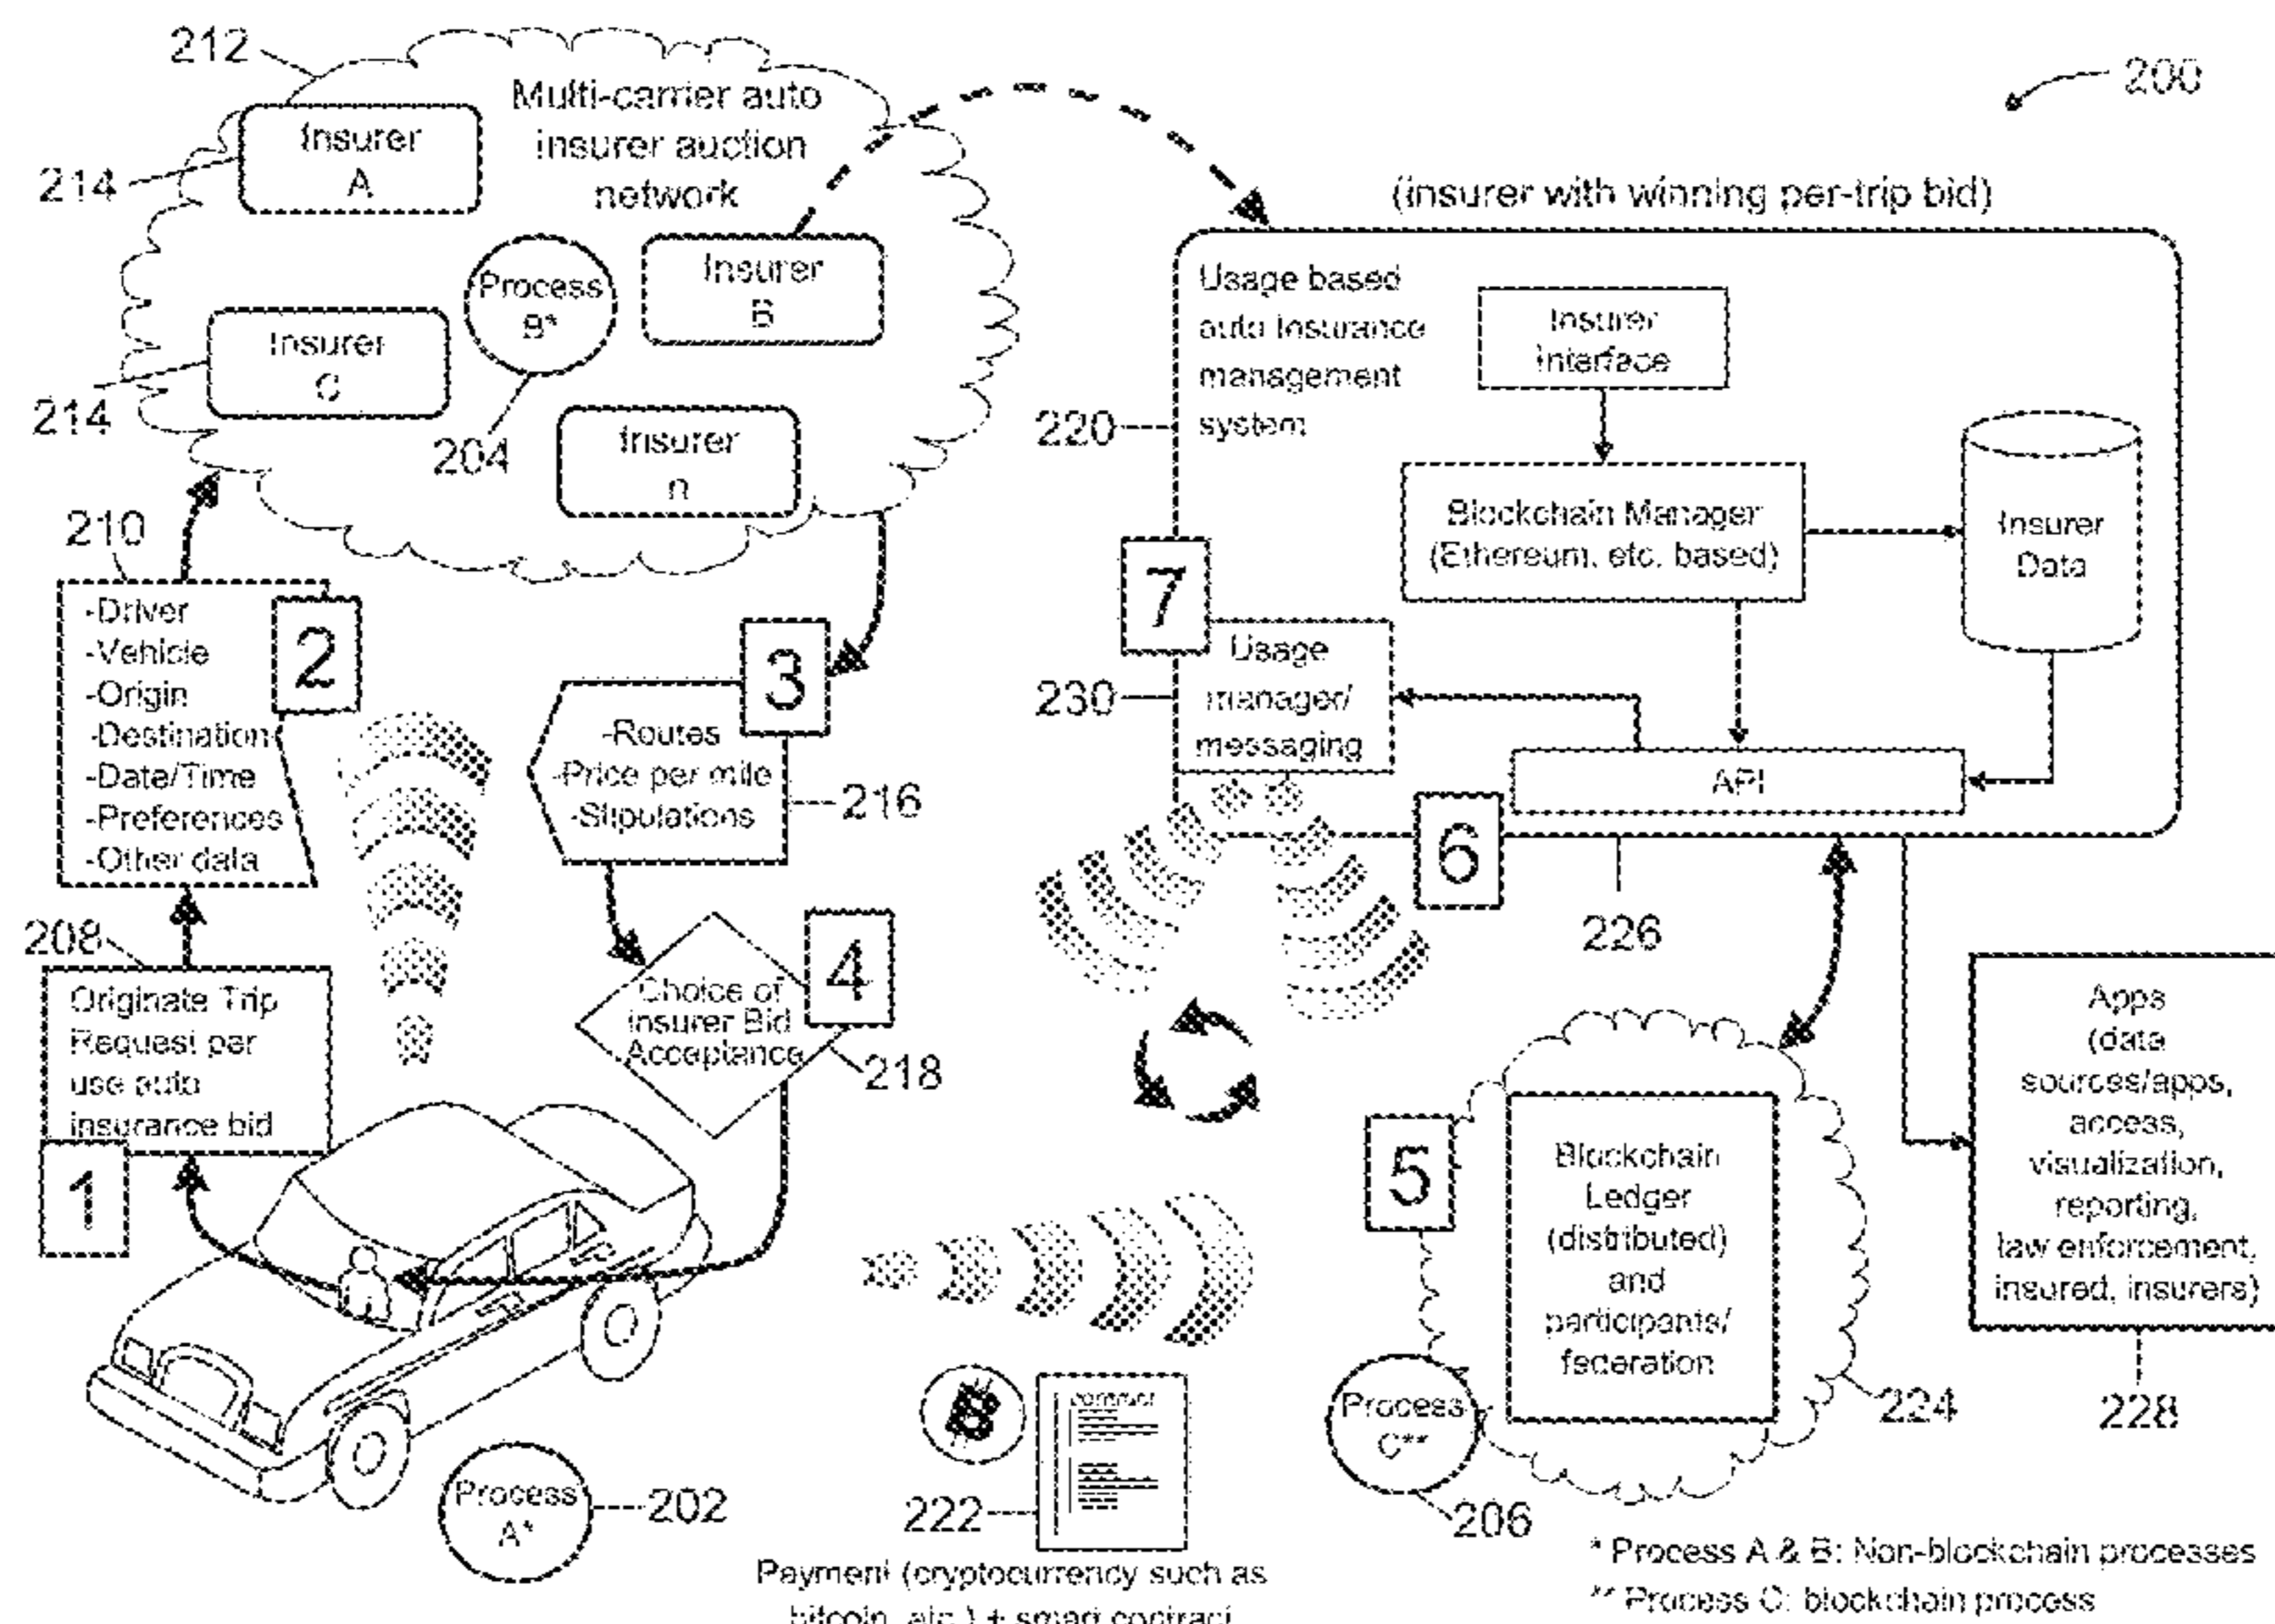 212
Multi-carrier auto
insurer auction
network
Insurer
A
214
Process
B*
204
Insurer
B
Insurer
C
214
Insurer
n
200
(insurer with winning per-trip bid)
Usage based
auto insurance
management
system
220
Insurer
Interface
Blockchain Manager
(Ethereum, etc. based)
Insurer
Data
7
Usage
manager/
messaging
230
API
6
226
210
-Driver
-Vehicle
-Origin
-Destination
-Date/Time
-Preferences
-Other data
2
3
-Routes
-Price per mile
-Stipulations
216
208
Originate Trip
Request per
use auto
insurance bid
1
4
Choice of
Insurer Bid
Acceptance
218
5
Blockchain
Ledger
(distributed)
and
participants/
federation
224
Apps
(data
sources/apps,
access,
visualization,
reporting,
law enforcement,
insured, insurers)
228
Process
A*
202
contract
222
Payment (cryptocurrency such as
bitcoin, etc.) + smart contract
Process
C**
206
* Process A & B: Non-blockchain processes
** Process C: blockchain process